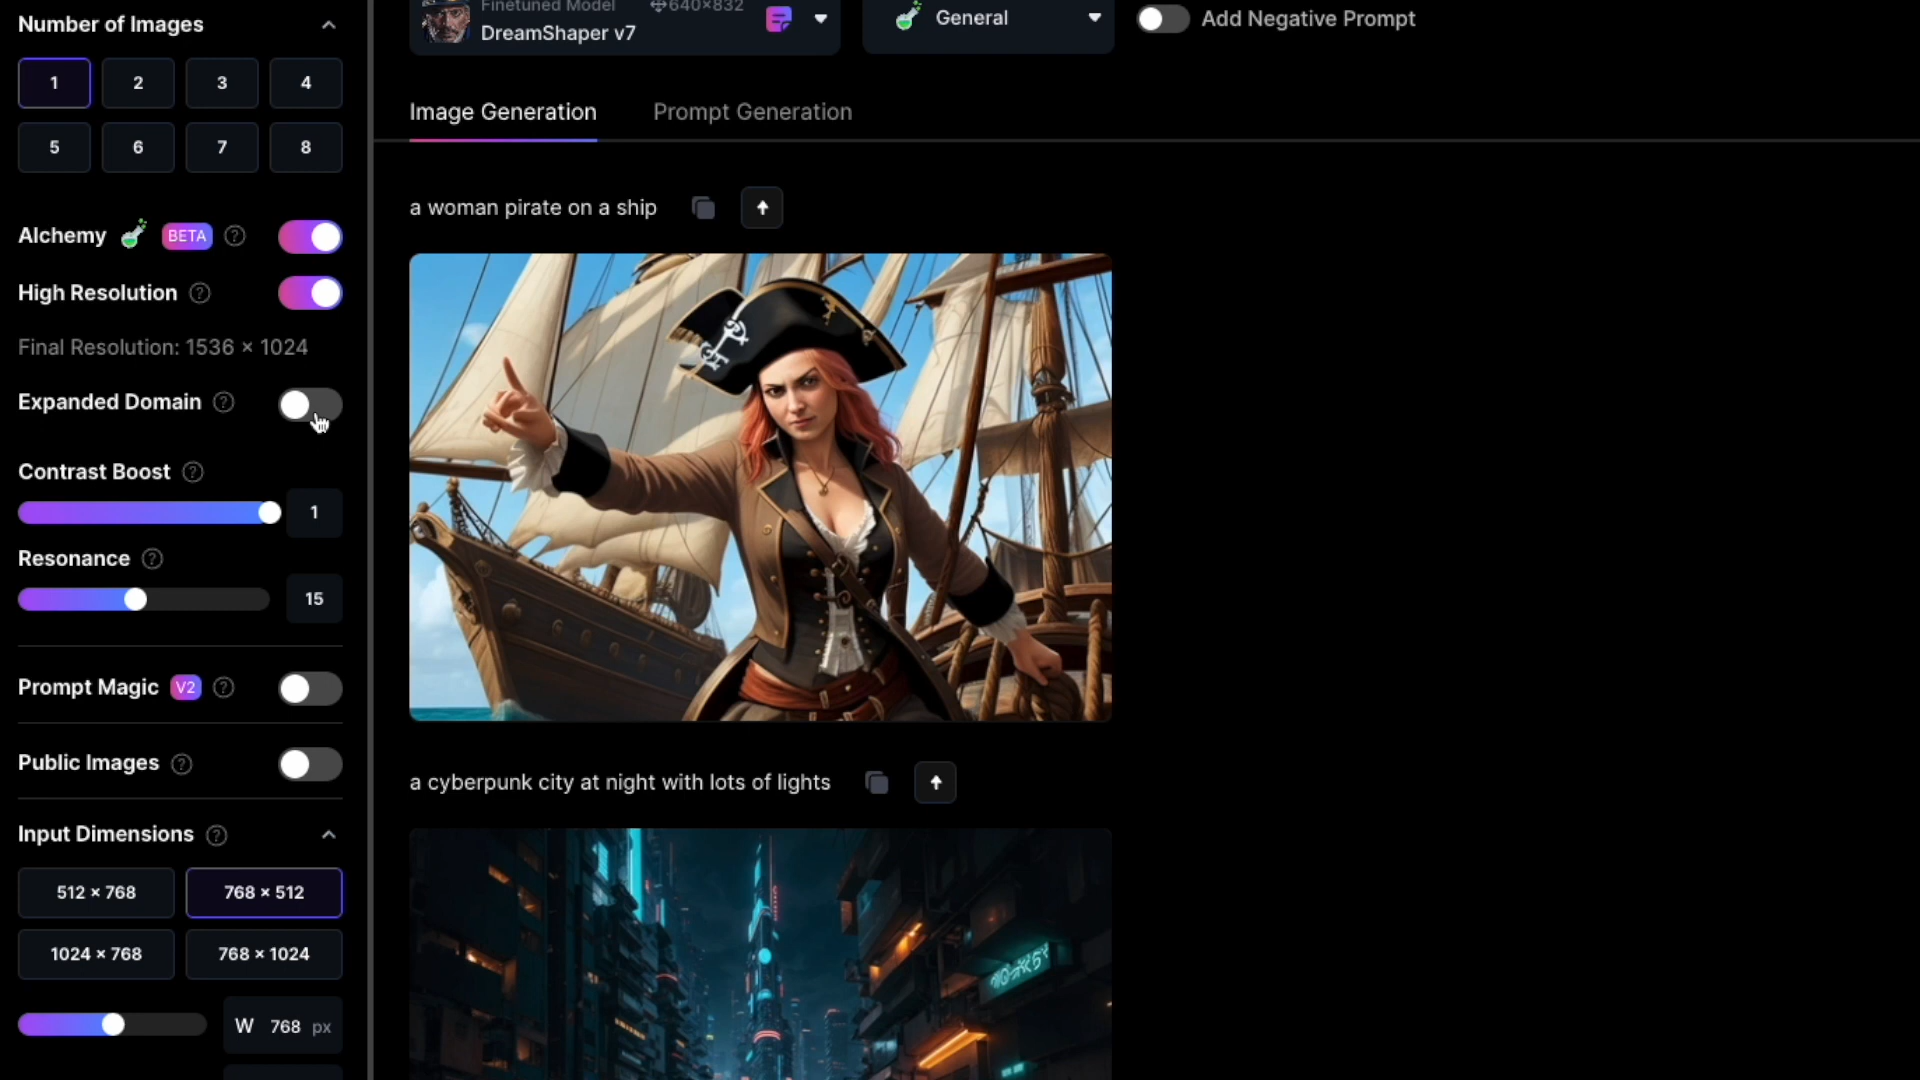 Number of Images
1 2 3 4
5 6 7 8
Alchemy BETA
High Resolution
Final Resolution: 1536 × 1024
Expanded Domain
Contrast Boost
1
Resonance
15
Prompt Magic V2
Public Images
Input Dimensions
512 × 768 768 × 512
1024 × 768 768 × 1024
W 768 px
Finetuned Model 640×832
DreamShaper v7
General
Add Negative Prompt
Image Generation Prompt Generation
a woman pirate on a ship
a cyberpunk city at night with lots of lights